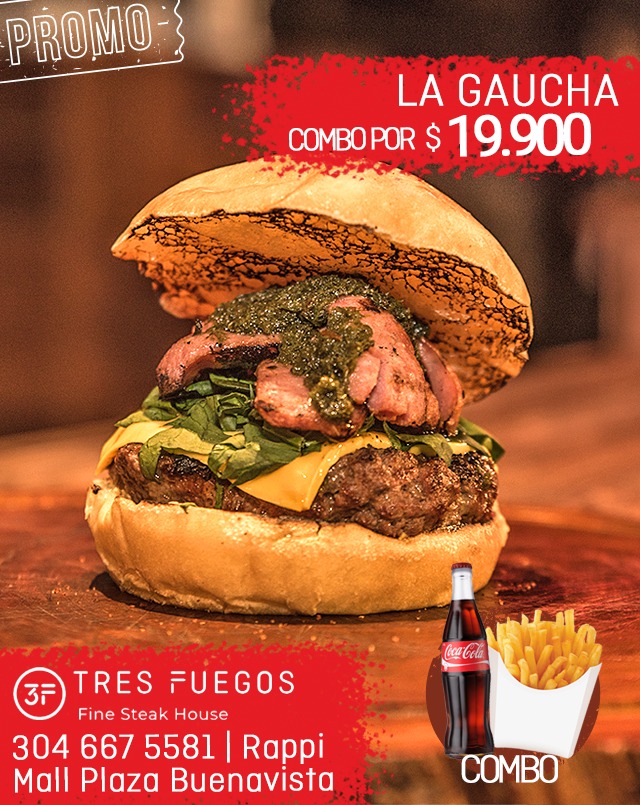 PROMO
LA GAUCHA
COMBO POR $ 19.900
Coca-Cola
3F TRES FUEGOS
Fine Steak House
304 667 5581 | Rappi
Mall Plaza Buenavista
COMBO